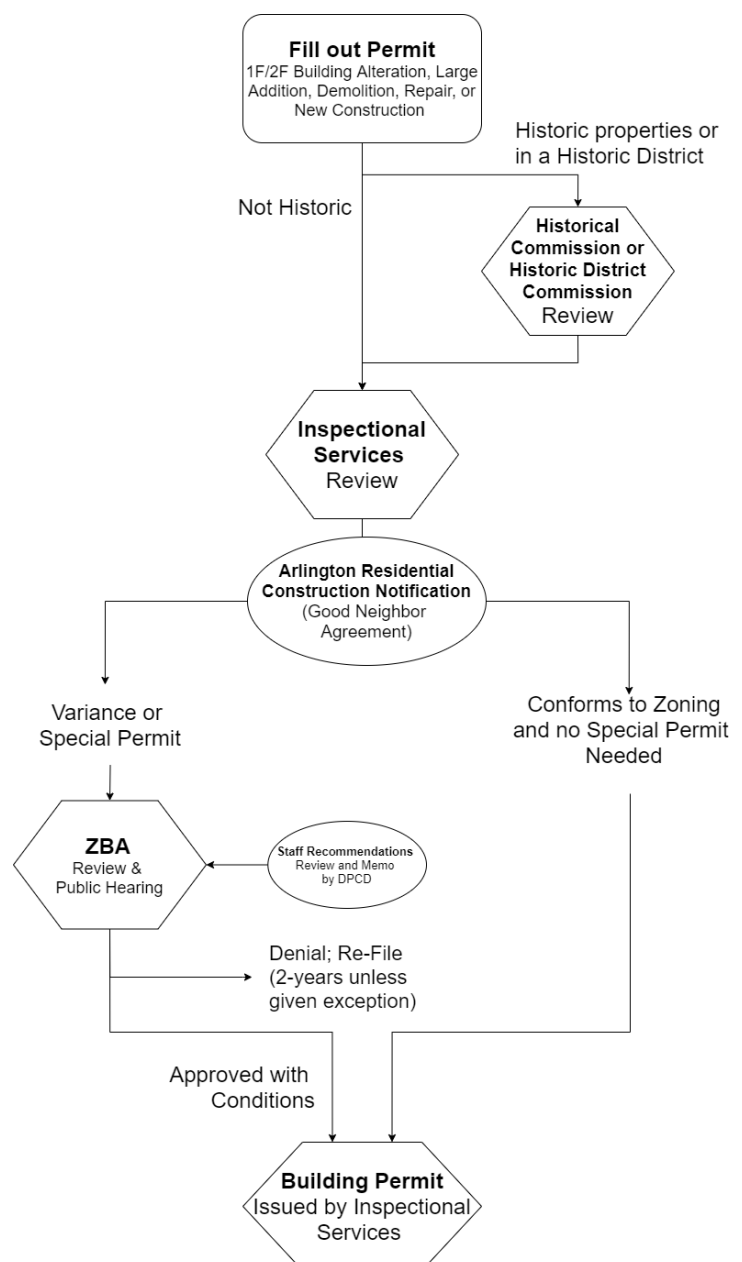 Fill out Permit
1F/2F Building Alteration, Large
Addition, Demolition, Repair, or
New Construction
Historic properties or
in a Historic District
Not Historic
Historical
Commission or
Historic District
Commission
Review
Inspectional
Services
Review
Arlington Residential
Construction Notification
(Good Neighbor
Agreement)
Variance or
Special Permit
Conforms to Zoning
and no Special Permit
Needed
ZBA
Review &
Public Hearing
Staff Recommendations
Review and Memo
by DPCD
Denial; Re-File
(2-years unless
given exception)
Approved with
Conditions
Building Permit
Issued by Inspectional
Services